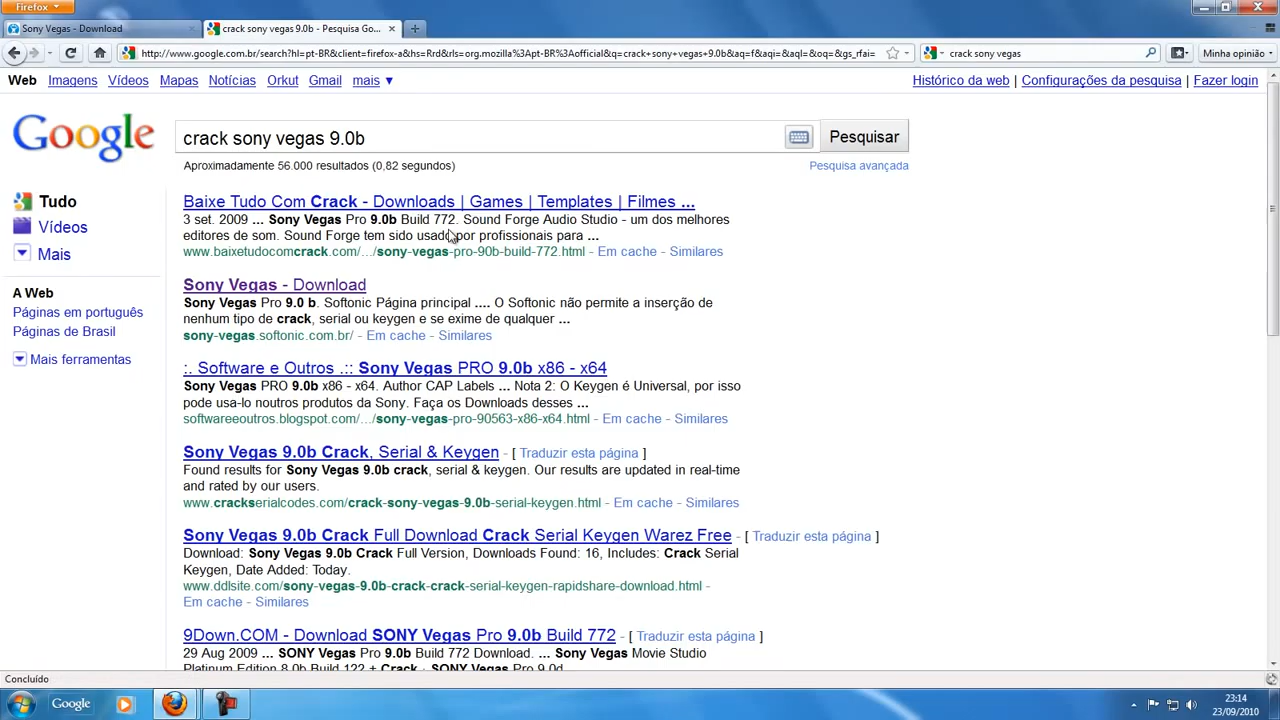 Firefox
Sony Vegas - Download
crack sony vegas 9.0b - Pesquisa Go...
http://www.google.com.br/search?hl=pt-BR&client=firefox-a&hs=Rrd&rls=org.mozilla%3Apt-BR%3Aofficial&q=crack+sony+vegas+9.0b&aq=f&aqi=&aql=&oq=&gs_rfai=
crack sony vegas
Minha opinião
Web Imagens Vídeos Mapas Notícias Orkut Gmail mais ▼
Histórico da web | Configurações da pesquisa | Fazer login
Google
crack sony vegas 9.0b
Pesquisar
Aproximadamente 56.000 resultados (0,82 segundos)
Pesquisa avançada
Tudo
Vídeos
Mais
A Web
Páginas em português
Páginas de Brasil
Mais ferramentas
Baixe Tudo Com Crack - Downloads | Games | Templates | Filmes ...
3 set. 2009 ... Sony Vegas Pro 9.0b Build 772. Sound Forge Audio Studio - um dos melhores
editores de som. Sound Forge tem sido usado por profissionais para ...
www.baixetudocomcrack.com/.../sony-vegas-pro-90b-build-772.html - Em cache - Similares
Sony Vegas - Download
Sony Vegas Pro 9.0 b. Softonic Página principal .... O Softonic não permite a inserção de
nenhum tipo de crack, serial ou keygen e se exime de qualquer ...
sony-vegas.softonic.com.br/ - Em cache - Similares
:. Software e Outros .:: Sony Vegas PRO 9.0b x86 - x64
Sony Vegas PRO 9.0b x86 - x64. Author CAP Labels ... Nota 2: O Keygen é Universal, por isso
podem usa-lo noutros produtos da Sony. Faça os Downloads desses ...
softwareeoutros.blogspot.com/.../sony-vegas-pro-90563-x86-x64.html - Em cache - Similares
Sony Vegas 9.0b Crack, Serial & Keygen - [ Traduzir esta página ]
Found results for Sony Vegas 9.0b crack, serial & keygen. Our results are updated in real-time
and rated by our users.
www.crackserialcodes.com/crack-sony-vegas-9.0b-serial-keygen.html - Em cache - Similares
Sony Vegas 9.0b Crack Full Download Crack Serial Keygen Warez Free - [ Traduzir esta página ]
Download: Sony Vegas 9.0b Crack Full Version, Downloads Found: 16, Includes: Crack Serial
Keygen, Date Added: Today.
www.ddlsite.com/sony-vegas-9.0b-crack-crack-serial-keygen-rapidshare-download.html -
Em cache - Similares
9Down.COM - Download SONY Vegas Pro 9.0b Build 772 - [ Traduzir esta página ]
29 Aug 2009 ... SONY Vegas Pro 9.0b Build 772 Download. ... Sony Vegas Movie Studio
Platinum Edition 8.0b Build 122 + Crack · SONY Vegas Pro 9.0d
Concluído
Google
23:14
23/09/2010